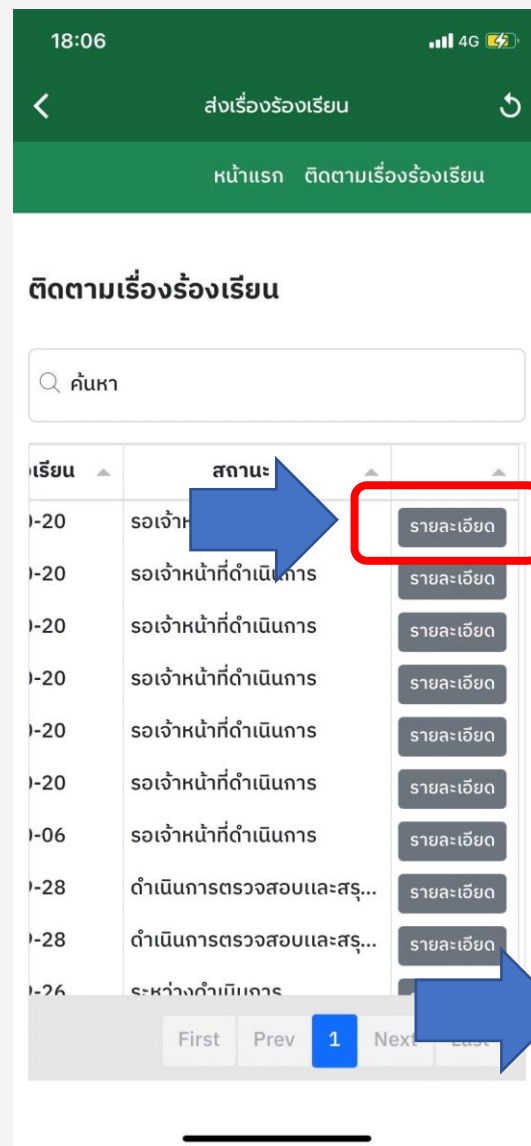 18:06 4G
ส่งเรื่องร้องเรียน
หน้าแรก ติดตามเรื่องร้องเรียน
ติดตามเรื่องร้องเรียน
ค้นหา
เรียน สถานะ
-20 รอเจ้าห รายละเอียด
-20 รอเจ้าหน้าที่ดำเนินการ รายละเอียด
-20 รอเจ้าหน้าที่ดำเนินการ รายละเอียด
-20 รอเจ้าหน้าที่ดำเนินการ รายละเอียด
-20 รอเจ้าหน้าที่ดำเนินการ รายละเอียด
-20 รอเจ้าหน้าที่ดำเนินการ รายละเอียด
-06 รอเจ้าหน้าที่ดำเนินการ รายละเอียด
-28 ดำเนินการตรวจสอบและสรุ... รายละเอียด
-28 ดำเนินการตรวจสอบและสรุ... รายละเอียด
-26 ระหว่างดำเนินการ
First Prev 1 Next Last